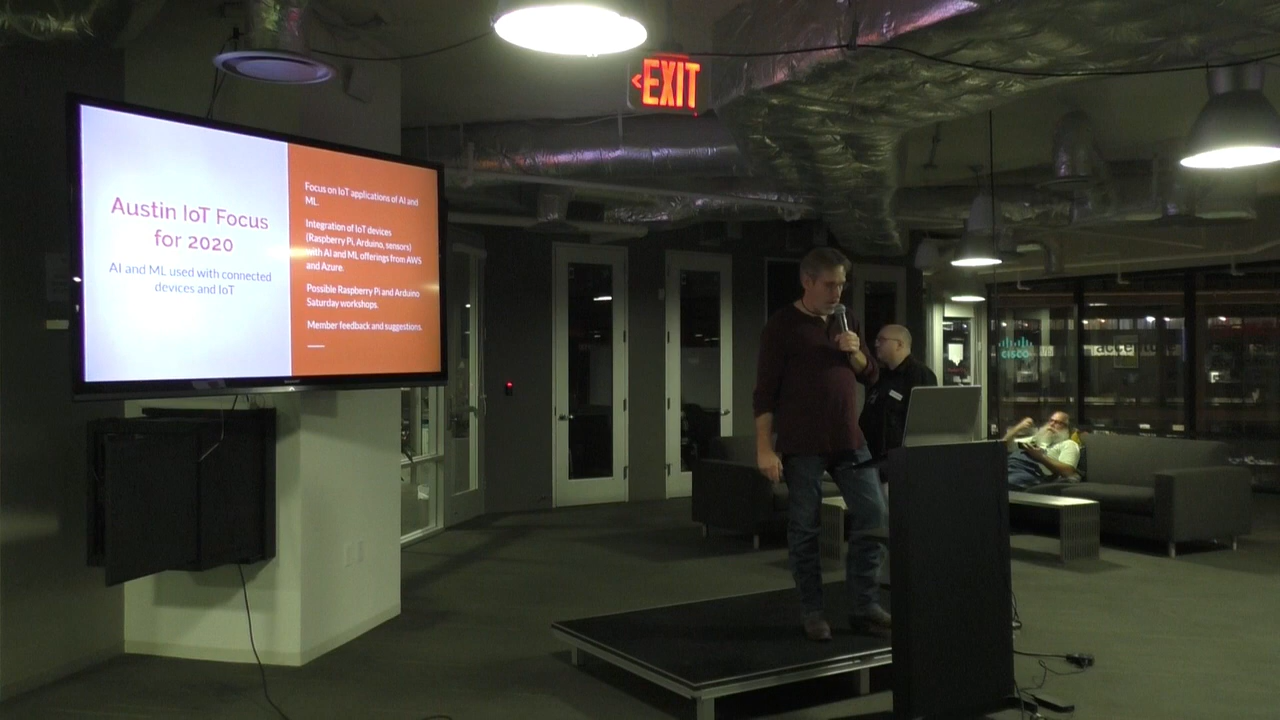 Austin IoT Focus
for 2020
AI and ML used with connected
devices and IoT
Focus on IoT applications of AI and
ML.
Integration of IoT devices
(Raspberry Pi, Arduino, sensors)
with AI and ML offerings from AWS
and Azure.
Possible Raspberry Pi and Arduino
Saturday workshops.
Member feedback and suggestions.
<EXIT
CISCO